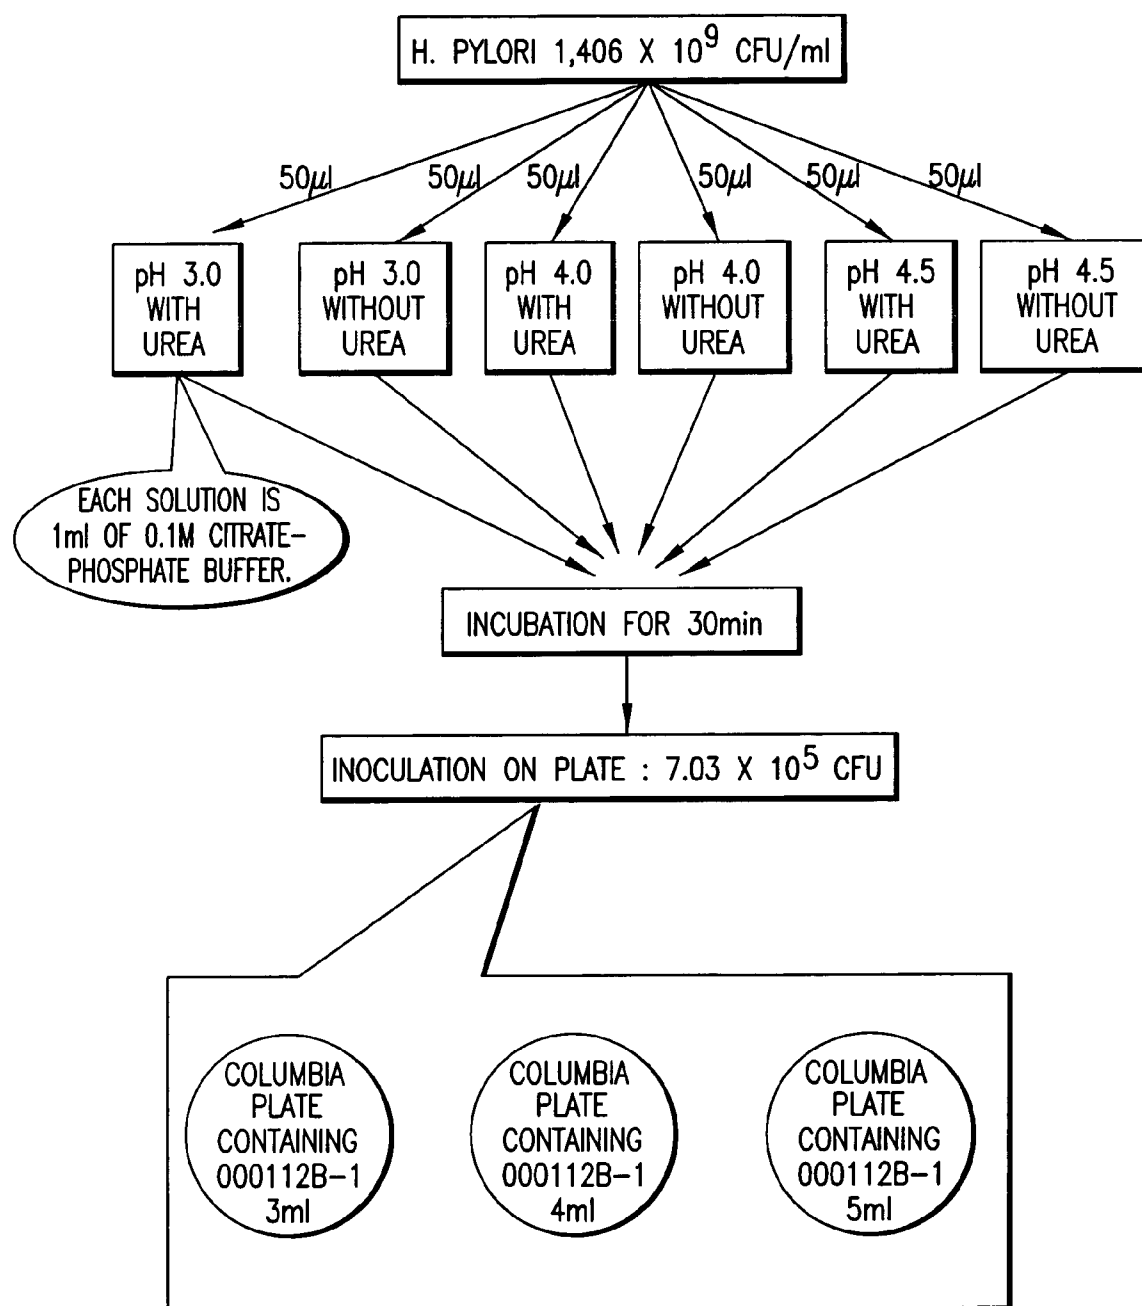 H. PYLORI 1,406 X 10⁹ CFU/ml
50μl
50μl
50μl
50μl
50μl
50μl
pH 3.0
WITH
UREA
pH 3.0
WITHOUT
UREA
pH 4.0
WITH
UREA
pH 4.0
WITHOUT
UREA
pH 4.5
WITH
UREA
pH 4.5
WITHOUT
UREA
EACH SOLUTION IS
1ml OF 0.1M CITRATE-
PHOSPHATE BUFFER.
INCUBATION FOR 30min
INOCULATION ON PLATE : 7.03 X 10⁵ CFU
COLUMBIA
PLATE
CONTAINING
000112B-1
3ml
COLUMBIA
PLATE
CONTAINING
000112B-1
4ml
COLUMBIA
PLATE
CONTAINING
000112B-1
5ml